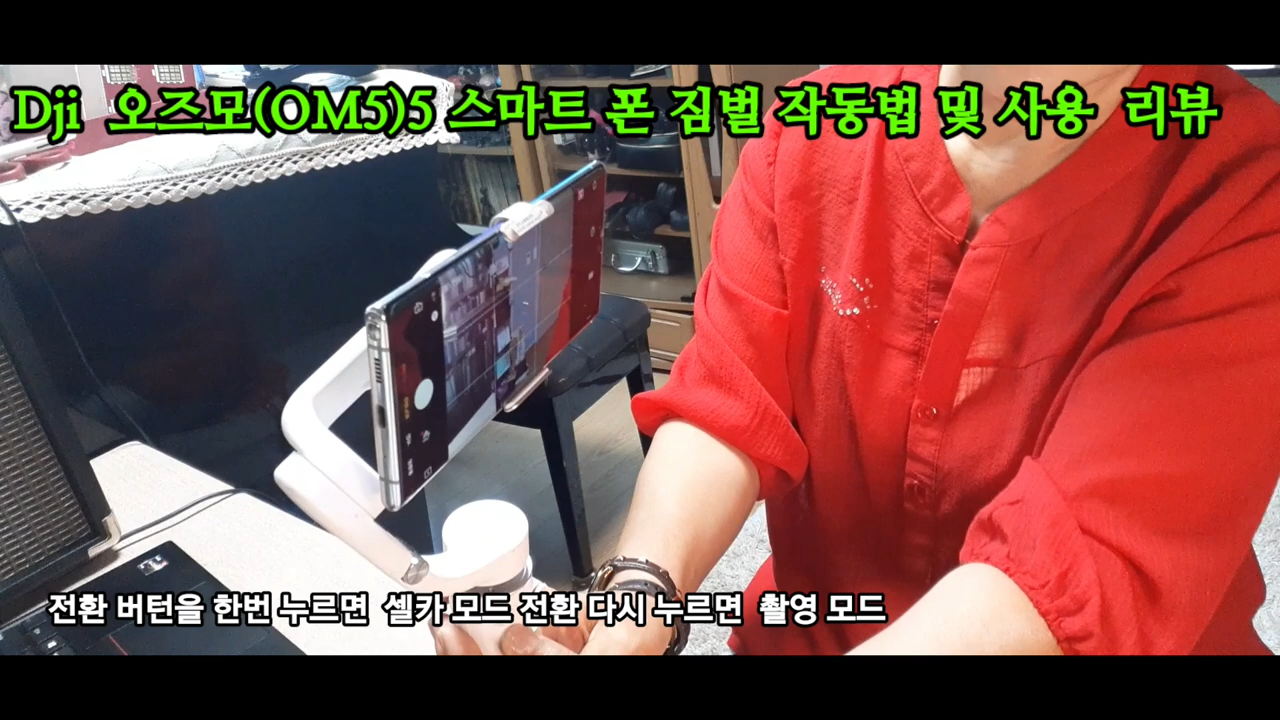 Dji 오즈모(OM5)5 스마트 폰 짐벌 작동법 및 사용 리뷰
전환 버턴을 한번 누르면 셀카 모드 전환 다시 누르면 촬영 모드